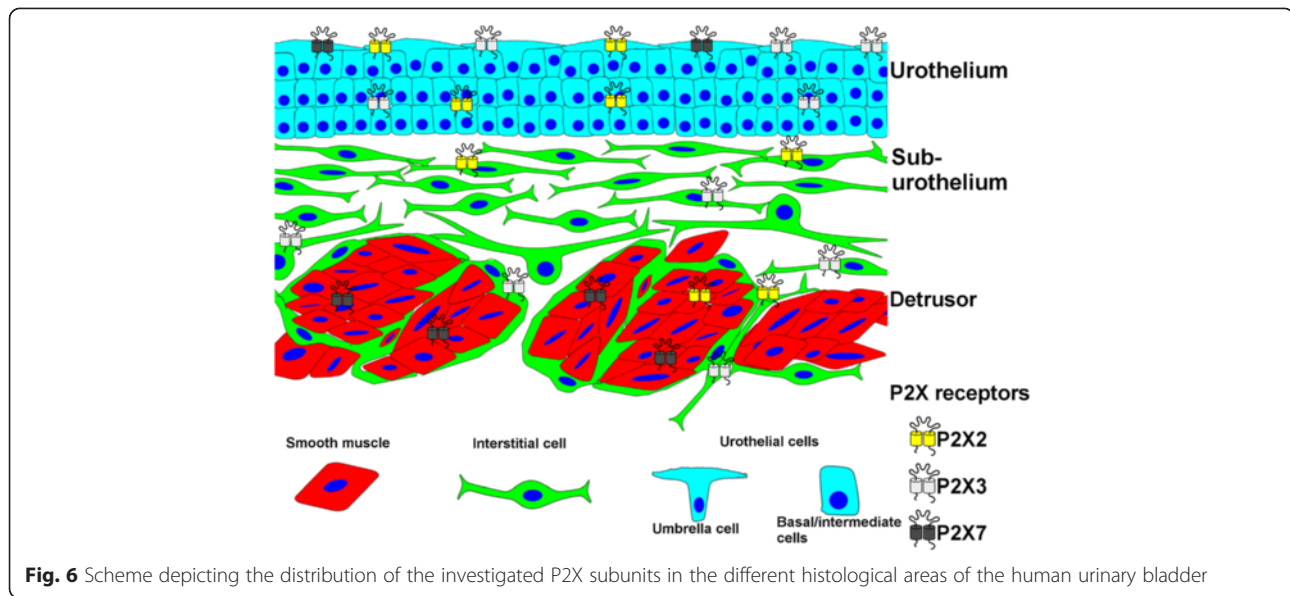 Urothelium
Sub-
urothelium
Detrusor
P2X receptors
P2X2
P2X3
P2X7
Smooth muscle
Interstitial cell
Urothelial cells
Umbrella cell
Basal/intermediate
cells
Fig. 6 Scheme depicting the distribution of the investigated P2X subunits in the different histological areas of the human urinary bladder